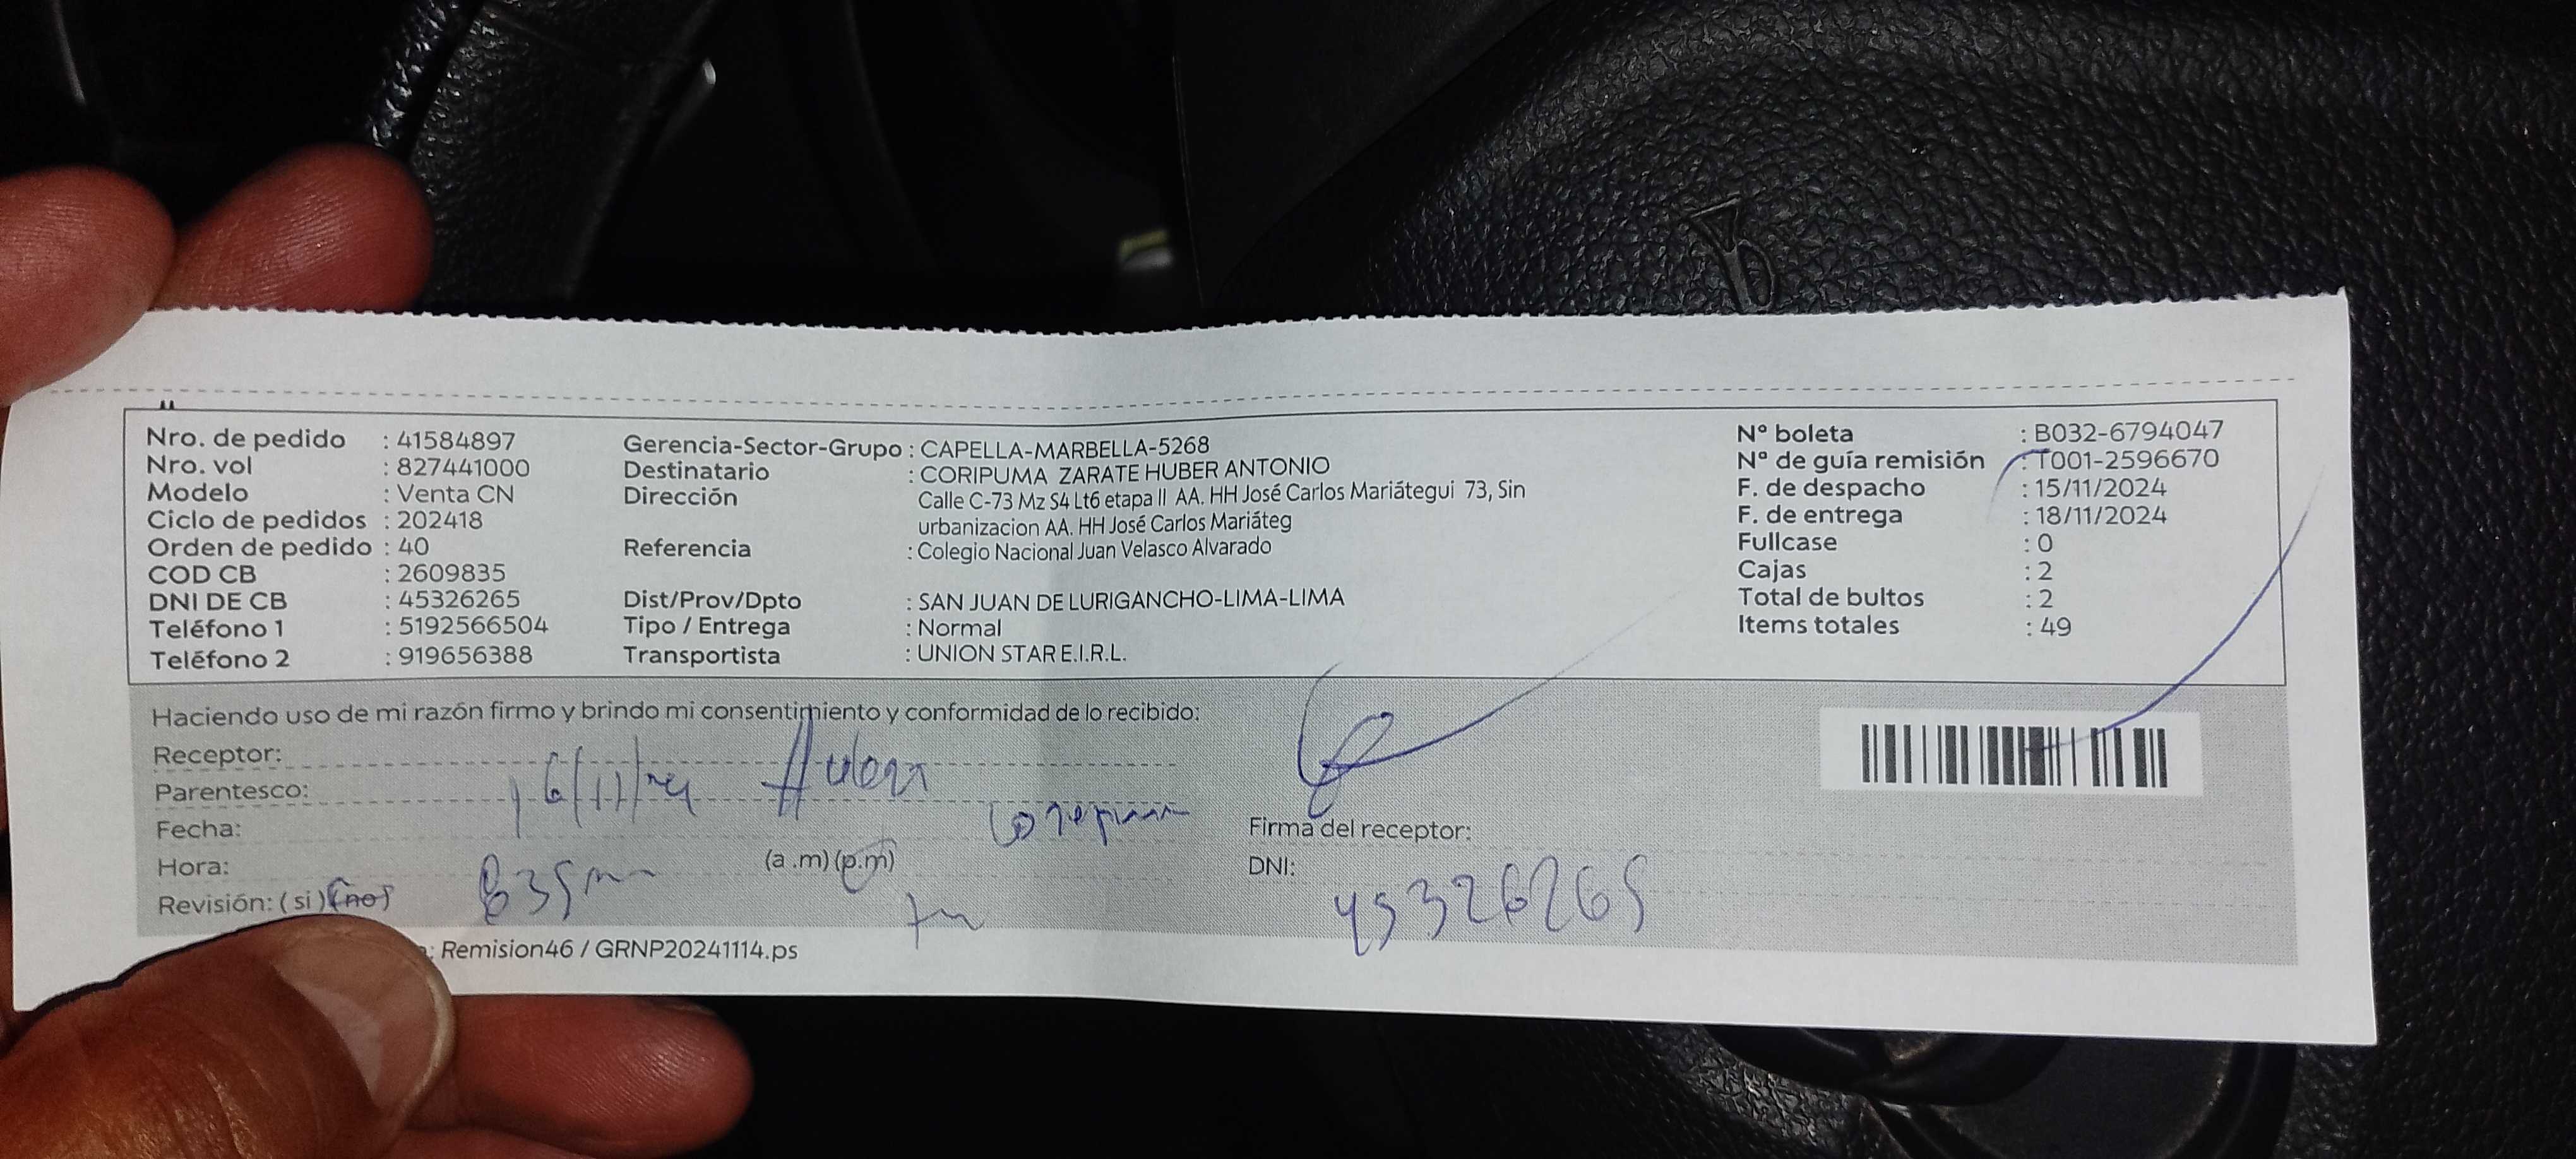 Nro. de pedido : 41584897
Nro. vol : 827441000
Modelo : Venta CN
Ciclo de pedidos : 202418
Orden de pedido : 40
COD CB : 2609835
DNI DE CB : 45326265
Teléfono 1 : 5192566504
Teléfono 2 : 919656388
Gerencia-Sector-Grupo : CAPELLA-MARBELLA-5268
Destinatario : CORIPUMA ZARATE HUBER ANTONIO
Dirección Calle C-73 Mz S4 Lt6 etapa II AA. HH José Carlos Mariátegui 73, Sin
urbanizacion AA. HH José Carlos Mariáteg
Referencia : Colegio Nacional Juan Velasco Alvarado
Dist/Prov/Dpto : SAN JUAN DE LURIGANCHO-LIMA-LIMA
Tipo / Entrega : Normal
Transportista : UNION STAR E.I.R.L.
N° boleta : B032-6794047
N° de guía remisión : T001-2596670
F. de despacho : 15/11/2024
F. de entrega : 18/11/2024
Fullcase : 0
Cajas : 2
Total de bultos : 2
Items totales : 49
Haciendo uso de mi razón firmo y brindo mi consentimiento y conformidad de lo recibido:
Receptor:
Parentesco: 16/11/24
Fecha:
Hora: (a .m) (p.m)
Revisión: (si) (no)
Firma del receptor:
DNI: 45326265
: Remision46 / GRNP20241114.ps